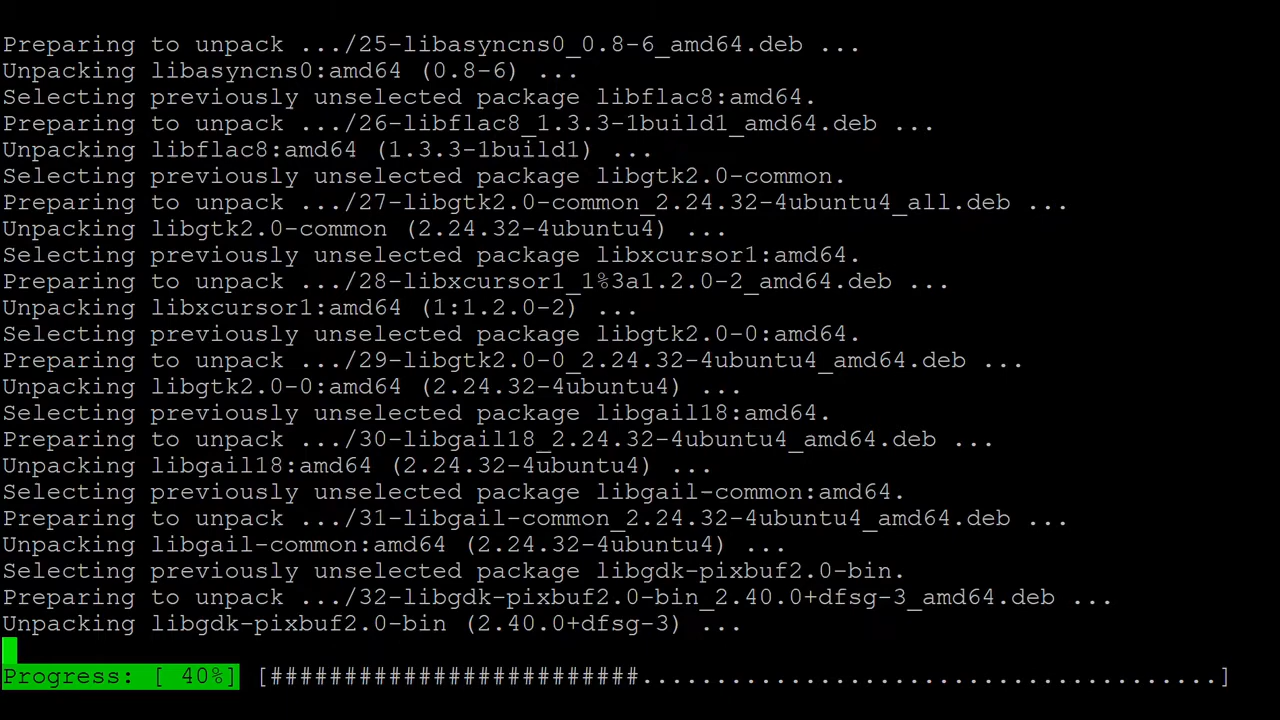 Preparing to unpack .../25-libasyncns0_0.8-6_amd64.deb ...
Unpacking libasyncns0:amd64 (0.8-6) ...
Selecting previously unselected package libflac8:amd64.
Preparing to unpack .../26-libflac8_1.3.3-1build1_amd64.deb ...
Unpacking libflac8:amd64 (1.3.3-1build1) ...
Selecting previously unselected package libgtk2.0-common.
Preparing to unpack .../27-libgtk2.0-common_2.24.32-4ubuntu4_all.deb ...
Unpacking libgtk2.0-common (2.24.32-4ubuntu4) ...
Selecting previously unselected package libxcursor1:amd64.
Preparing to unpack .../28-libxcursor1_1%3a1.2.0-2_amd64.deb ...
Unpacking libxcursor1:amd64 (1:1.2.0-2) ...
Selecting previously unselected package libgtk2.0-0:amd64.
Preparing to unpack .../29-libgtk2.0-0_2.24.32-4ubuntu4_amd64.deb ...
Unpacking libgtk2.0-0:amd64 (2.24.32-4ubuntu4) ...
Selecting previously unselected package libgail18:amd64.
Preparing to unpack .../30-libgail18_2.24.32-4ubuntu4_amd64.deb ...
Unpacking libgail18:amd64 (2.24.32-4ubuntu4) ...
Selecting previously unselected package libgail-common:amd64.
Preparing to unpack .../31-libgail-common_2.24.32-4ubuntu4_amd64.deb ...
Unpacking libgail-common:amd64 (2.24.32-4ubuntu4) ...
Selecting previously unselected package libgdk-pixbuf2.0-bin.
Preparing to unpack .../32-libgdk-pixbuf2.0-bin_2.40.0+dfsg-3_amd64.deb ...
Unpacking libgdk-pixbuf2.0-bin (2.40.0+dfsg-3) ...
Progress: [ 40%] [#########################.......................................]